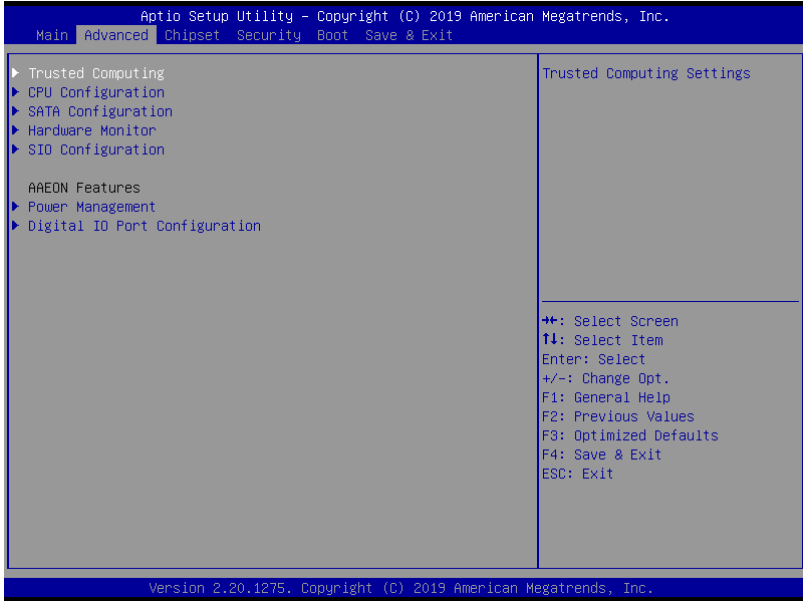 Aptio Setup Utility – Copyright (C) 2019 American Megatrends, Inc.
Main Advanced Chipset Security Boot Save & Exit
Trusted Computing
CPU Configuration
SATA Configuration
Hardware Monitor
SIO Configuration
AAEON Features
Power Management
Digital IO Port Configuration
Trusted Computing Settings
→←: Select Screen
↑↓: Select Item
Enter: Select
+/-: Change Opt.
F1: General Help
F2: Previous Values
F3: Optimized Defaults
F4: Save & Exit
ESC: Exit
Version 2.20.1275. Copyright (C) 2019 American Megatrends, Inc.